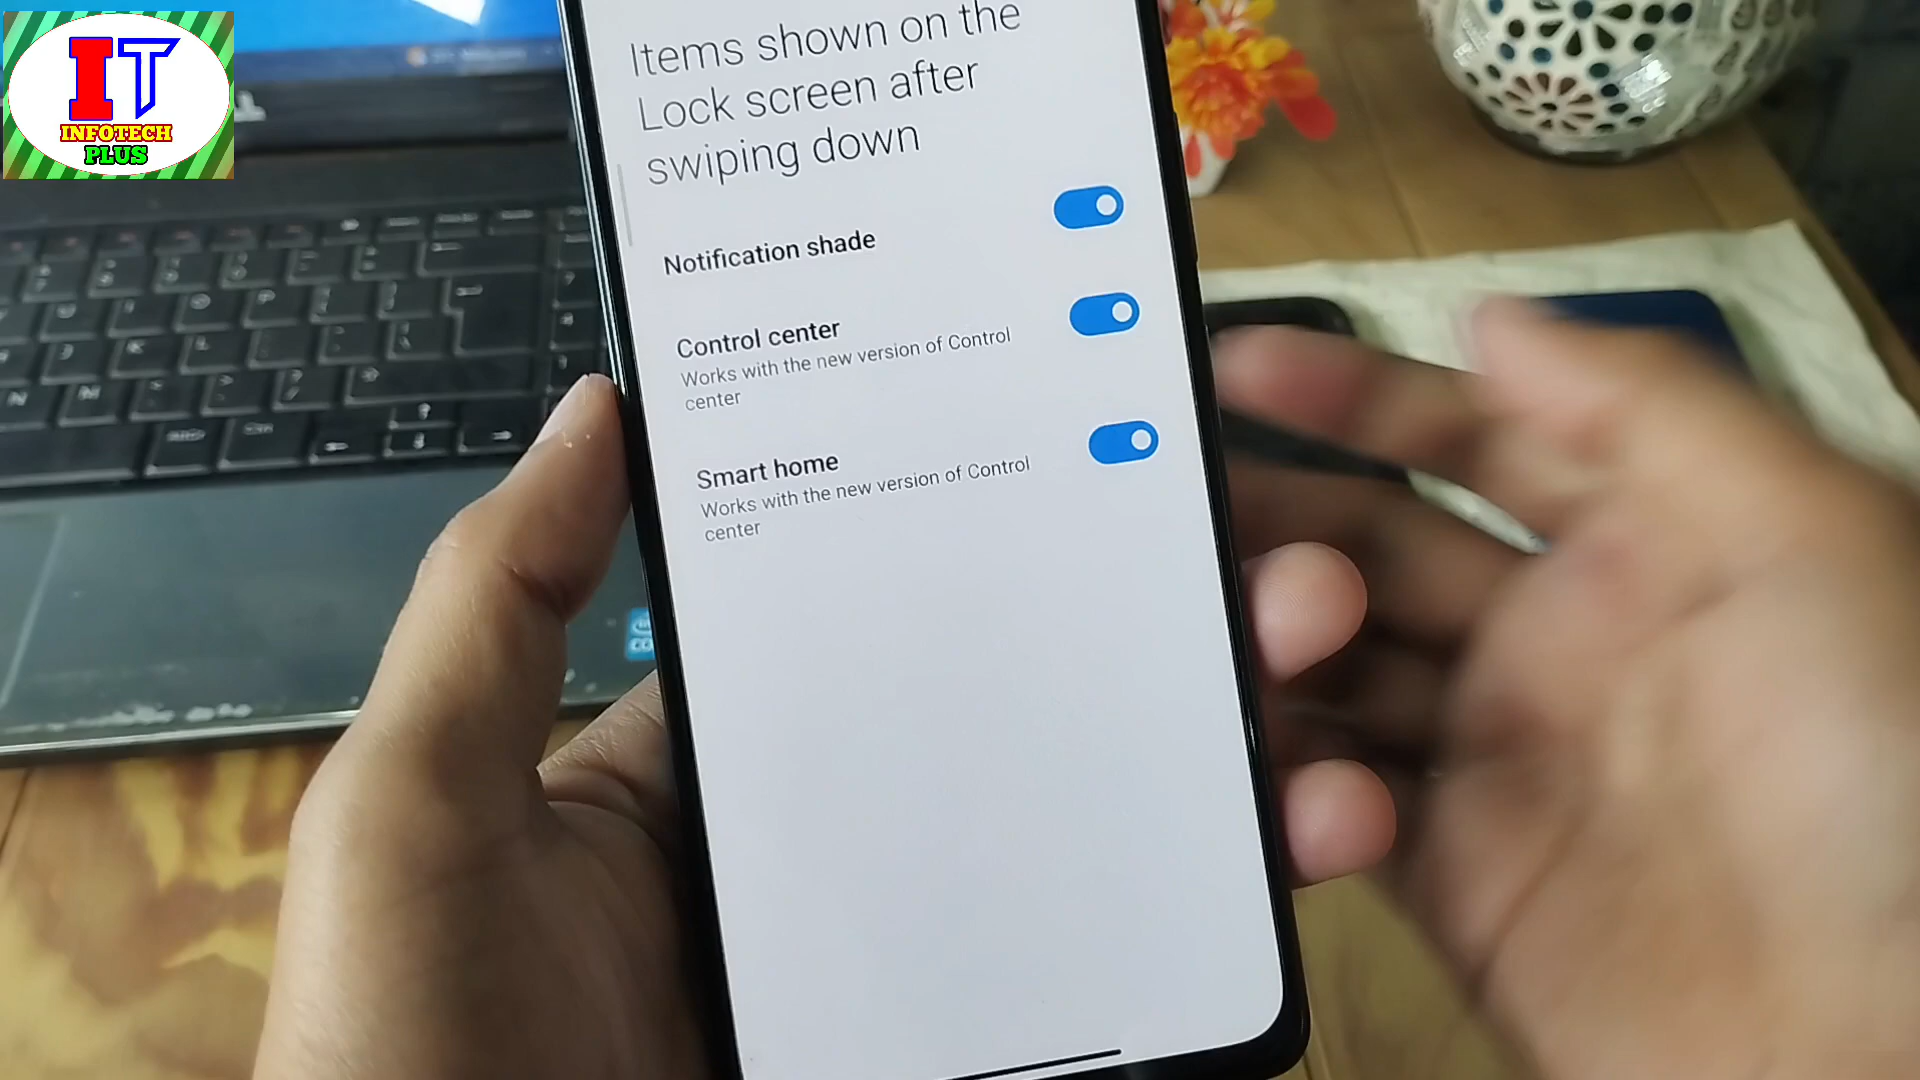 IT
INFOTECH
PLUS
Items shown on the
Lock screen after
swiping down
Notification shade
Control center
Works with the new version of Control
center
Smart home
Works with the new version of Control
center